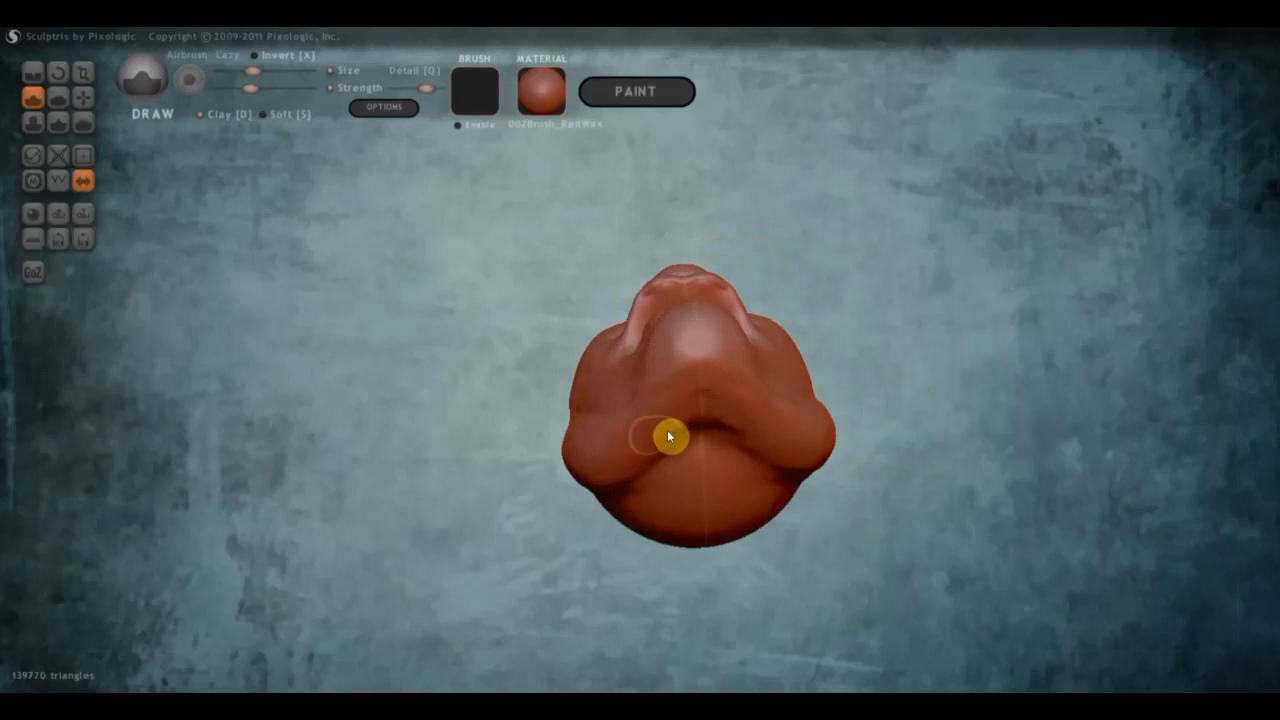 Sculptris by Pixologic Copyright © 2009-2011 Pixologic, Inc.
Airbrush Lazy Invert [X]
Size Detail [Q]
Strength
OPTIONS
DRAW
Clay [D] Soft [S]
BRUSH
Enable
MATERIAL
00ZBrush_RedWax
PAINT
GoZ
139770 triangles